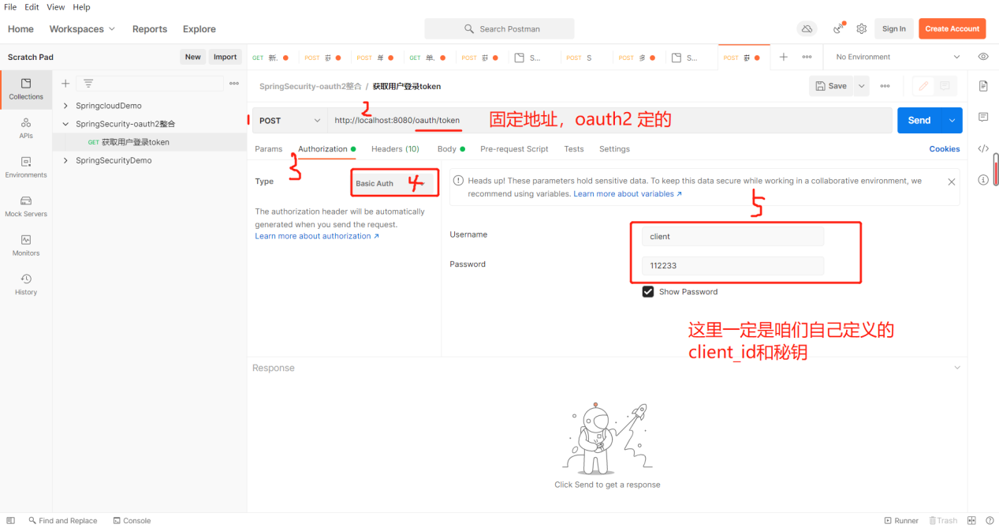 File Edit View Help
Home Workspaces Reports Explore Search Postman Sign In Create Account
Scratch Pad New Import GET 新. POST 获 POST 单 GET 单. POST 获 S... POST S POST 多 S... POST 获 No Environment
SpringSecurity-oauth2整合 / 获取用户登录token Save
Collections
SpringcloudDemo
SpringSecurity-oauth2整合
GET 获取用户登录token
SpringSecurityDemo
APIs
Environments
Mock Servers
Monitors
History
1 POST 2 http://localhost:8080/oauth/token 固定地址，oauth2 定的 Send
Params Authorization Headers (10) Body Pre-request Script Tests Settings Cookies
3
Type Basic Auth 4
The authorization header will be automatically
generated when you send the request.
Learn more about authorization ↗
Heads up! These parameters hold sensitive data. To keep this data secure while working in a collaborative environment, we
recommend using variables. Learn more about variables ↗
5
Username client
Password 112233
Show Password
这里一定是咱们自己定义的
client_id和秘钥
Response
Click Send to get a response
Find and Replace Console Runner Trash